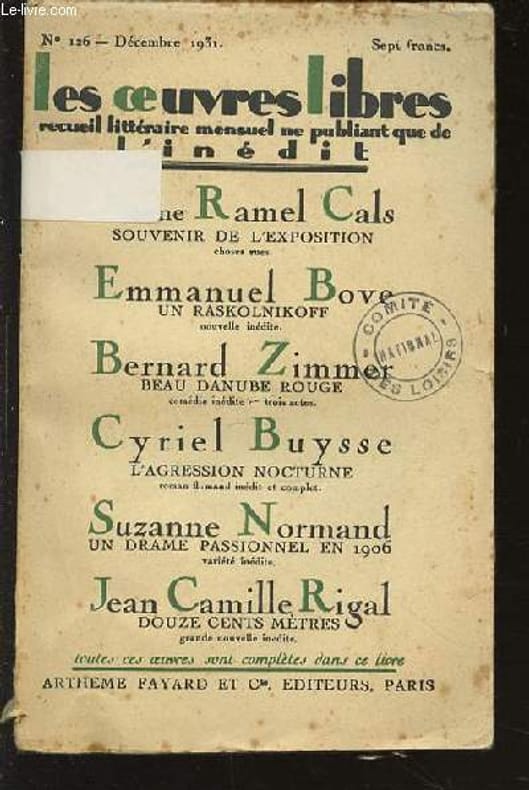 Le-livre.com
N° 126 — Décembre 1931. Sept francs.
les œuvres libres
recueil littéraire mensuel ne publiant que de
l'inédit
ne Ramel Cals
SOUVENIR DE L'EXPOSITION
choses vues.
Emmanuel Bove
UN RASKOLNIKOFF
nouvelle inédite.
COMITÉ
NATIONAL
DES LOISIRS
Bernard Zimmer
BEAU DANUBE ROUGE
comédie inédite en trois actes.
Cyriel Buysse
L'AGRESSION NOCTURNE
roman flamand inédit et complet.
Suzanne Normand
UN DRAME PASSIONNEL EN 1906
variété inédite.
Jean Camille Rigal
DOUZE CENTS MÈTRES
grande nouvelle inédite.
toutes ces œuvres sont complètes dans ce livre
ARTHÈME FAYARD ET Cie, EDITEURS, PARIS